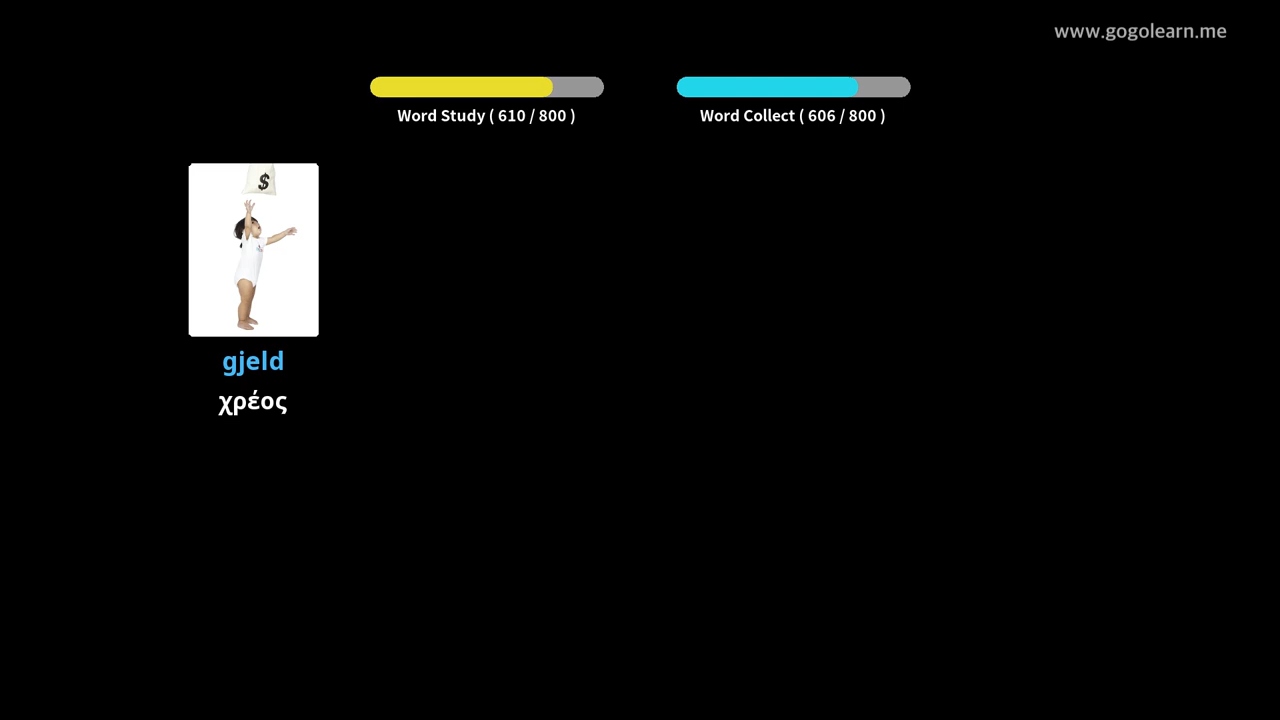 www.gogolearn.me
Word Study ( 610 / 800 )
Word Collect ( 606 / 800 )
$
gjeld
χρέος